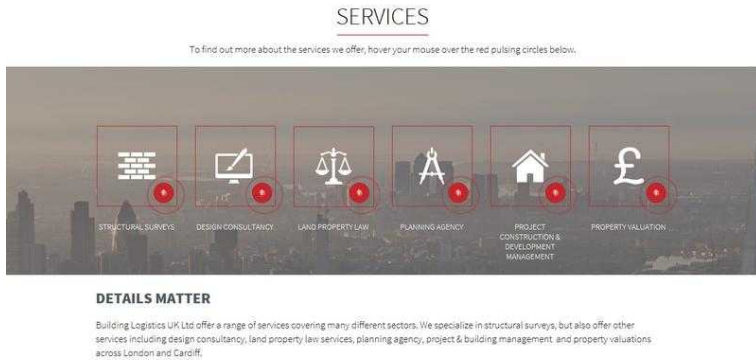 SERVICES
To find out more about the services we offer, hover your mouse over the red pulsing circles below.
STRUCTURAL SURVEYS
DESIGN CONSULTANCY
LAND PROPERTY LAW
PLANNING AGENCY
PROJECT
CONSTRUCTION &
DEVELOPMENT
MANAGEMENT
PROPERTY VALUATION
DETAILS MATTER
Building Logistics UK Ltd offer a range of services covering many different sectors. We specialize in structural surveys, but also offer other
services including design consultancy, land property law services, planning agency, project & building management and property valuations
across London and Cardiff.